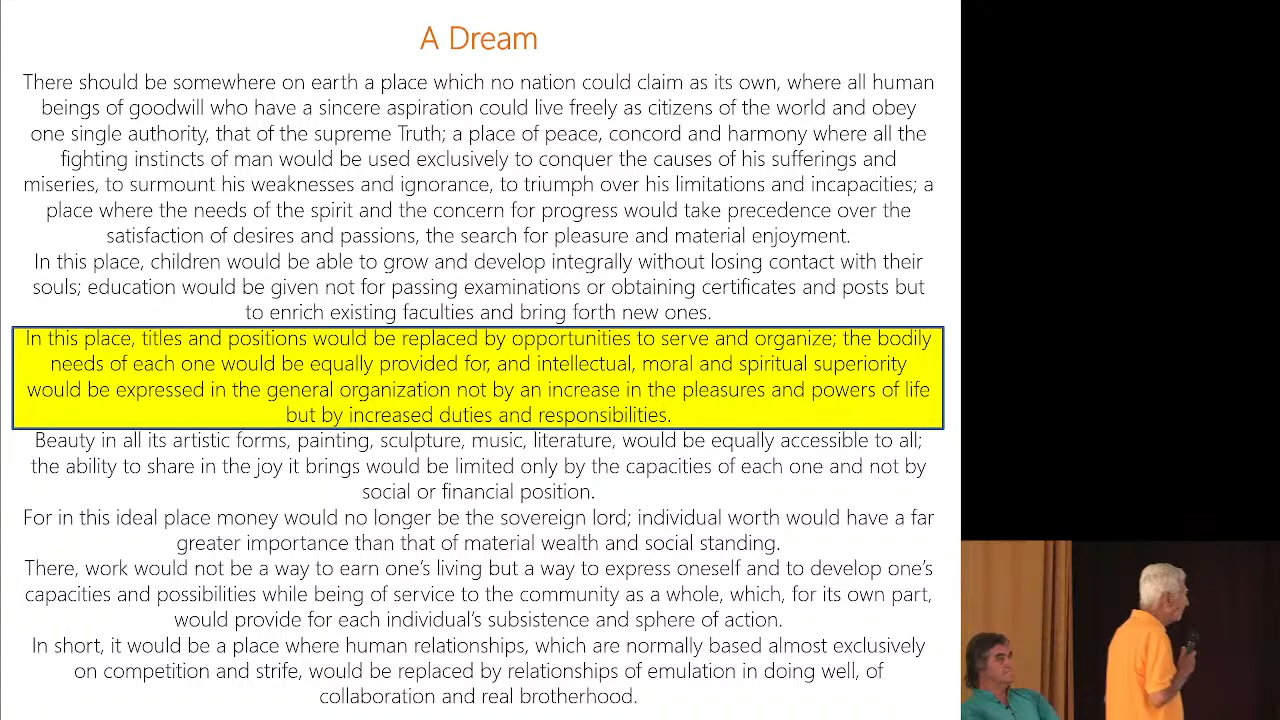 A Dream
There should be somewhere on earth a place which no nation could claim as its own, where all human
beings of goodwill who have a sincere aspiration could live freely as citizens of the world and obey
one single authority, that of the supreme Truth; a place of peace, concord and harmony where all the
fighting instincts of man would be used exclusively to conquer the causes of his sufferings and
miseries, to surmount his weaknesses and ignorance, to triumph over his limitations and incapacities; a
place where the needs of the spirit and the concern for progress would take precedence over the
satisfaction of desires and passions, the search for pleasure and material enjoyment.
In this place, children would be able to grow and develop integrally without losing contact with their
souls; education would be given not for passing examinations or obtaining certificates and posts but
to enrich existing faculties and bring forth new ones.
In this place, titles and positions would be replaced by opportunities to serve and organize; the bodily
needs of each one would be equally provided for, and intellectual, moral and spiritual superiority
would be expressed in the general organization not by an increase in the pleasures and powers of life
but by increased duties and responsibilities.
Beauty in all its artistic forms, painting, sculpture, music, literature, would be equally accessible to all;
the ability to share in the joy it brings would be limited only by the capacities of each one and not by
social or financial position.
For in this ideal place money would no longer be the sovereign lord; individual worth would have a far
greater importance than that of material wealth and social standing.
There, work would not be a way to earn one's living but a way to express oneself and to develop one's
capacities and possibilities while being of service to the community as a whole, which, for its own part,
would provide for each individual's subsistence and sphere of action.
In short, it would be a place where human relationships, which are normally based almost exclusively
on competition and strife, would be replaced by relationships of emulation in doing well, of
collaboration and real brotherhood.